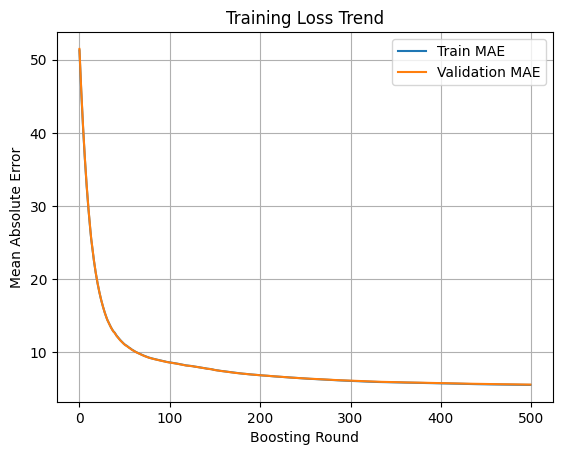 Training Loss Trend
Train MAE
Validation MAE
Mean Absolute Error
50
40
30
20
10
0
100
200
300
400
500
Boosting Round